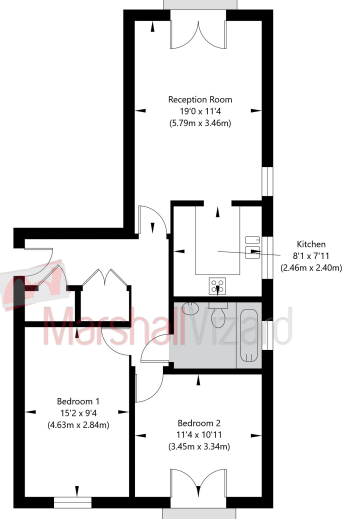 Reception Room
19'0 x 11'4
(5.79m x 3.46m)
Kitchen
8'1 x 7'11
(2.46m x 2.40m)
MarshallVizard
Bedroom 1
15'2 x 9'4
(4.63m x 2.84m)
Bedroom 2
11'4 x 10'11
(3.45m x 3.34m)